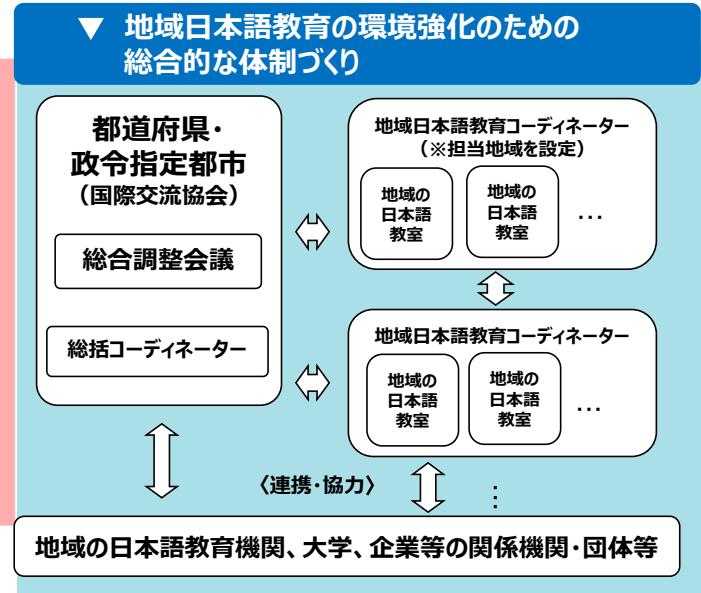 ▼ 地域日本語教育の環境強化のための
総合的な体制づくり
都道府県・
政令指定都市
（国際交流協会）
総合調整会議
総括コーディネーター
地域日本語教育コーディネーター
（※担当地域を設定）
地域の
日本語
教室
地域の
日本語
教室
…
地域日本語教育コーディネーター
地域の
日本語
教室
地域の
日本語
教室
…
〈連携・協力〉
⋮
地域の日本語教育機関、大学、企業等の関係機関・団体等